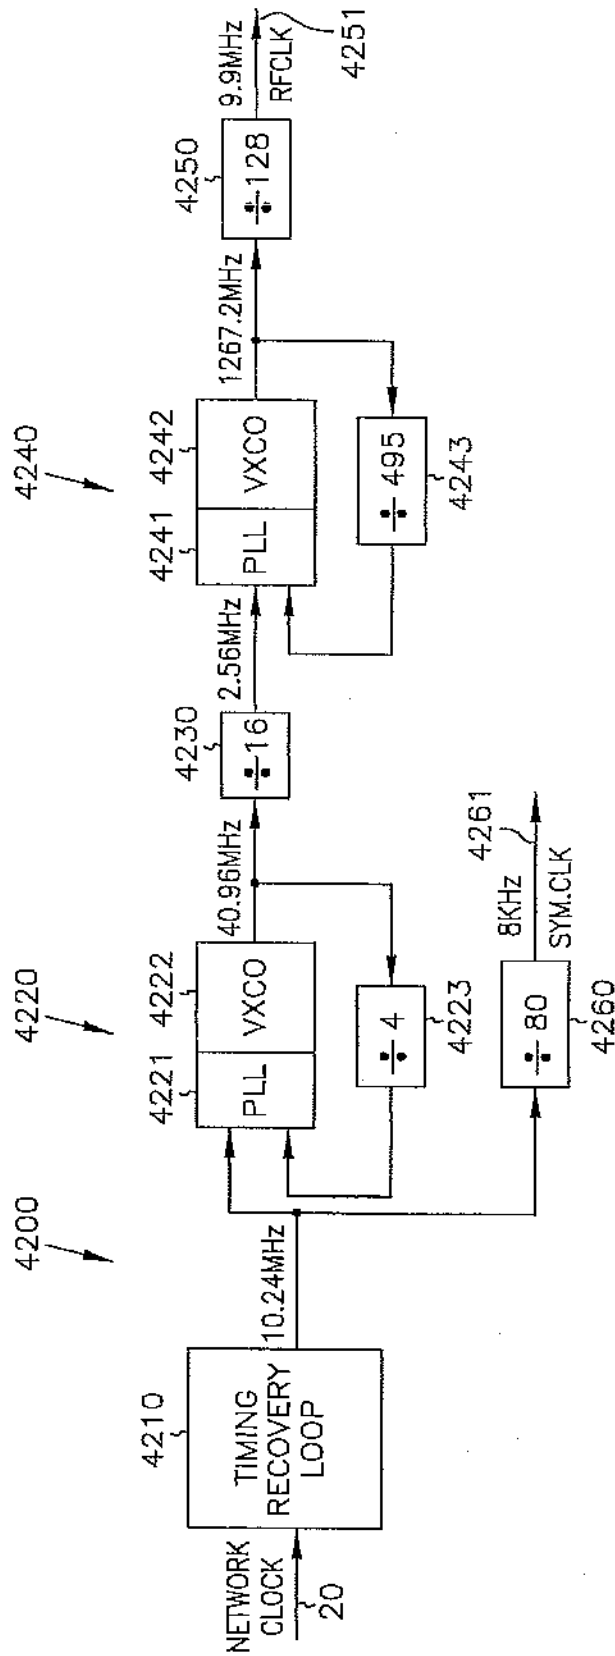 4200
4210
TIMING
RECOVERY
LOOP
NETWORK
CLOCK
20
10.24MHz
4220
4221
4222
PLL
VXCO
40.96MHz
÷ 4
4223
÷ 80
4260
8KHz
SYM.CLK
4261
4230
÷ 16
2.56MHz
4240
4241
4242
PLL
VXCO
1267.2MHz
÷ 495
4243
4250
÷ 128
9.9MHz
RFCLK
4251